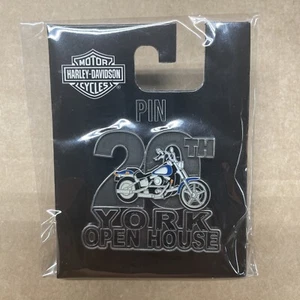 MOTOR
HARLEY-DAVIDSON
CYCLES
®
PIN
20TH
YORK
OPEN HOUSE